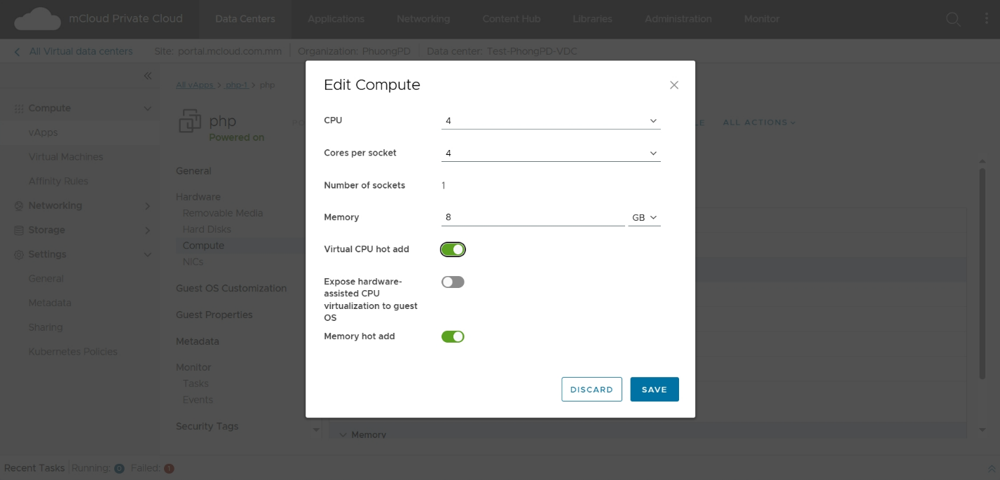 mCloud Private Cloud
Data Centers
Applications
Networking
Content Hub
Libraries
Administration
Monitor
All Virtual data centers
Site: portal.mcloud.com.mm
Organization: PhuongPD
Data center: Test-PhongPD-VDC
All vApps > php-1 > php
Compute
vApps
Virtual Machines
Affinity Rules
Networking
Storage
Settings
General
Metadata
Sharing
Kubernetes Policies
php
Powered on
ALL ACTIONS
General
Hardware
Removable Media
Hard Disks
Compute
NICs
Guest OS Customization
Guest Properties
Metadata
Monitor
Tasks
Events
Security Tags
Edit Compute
CPU 4
Cores per socket 4
Number of sockets 1
Memory 8 GB
Virtual CPU hot add
Expose hardware-
assisted CPU
virtualization to guest
OS
Memory hot add
DISCARD SAVE
Memory
Recent Tasks Running: 0 Failed: 1